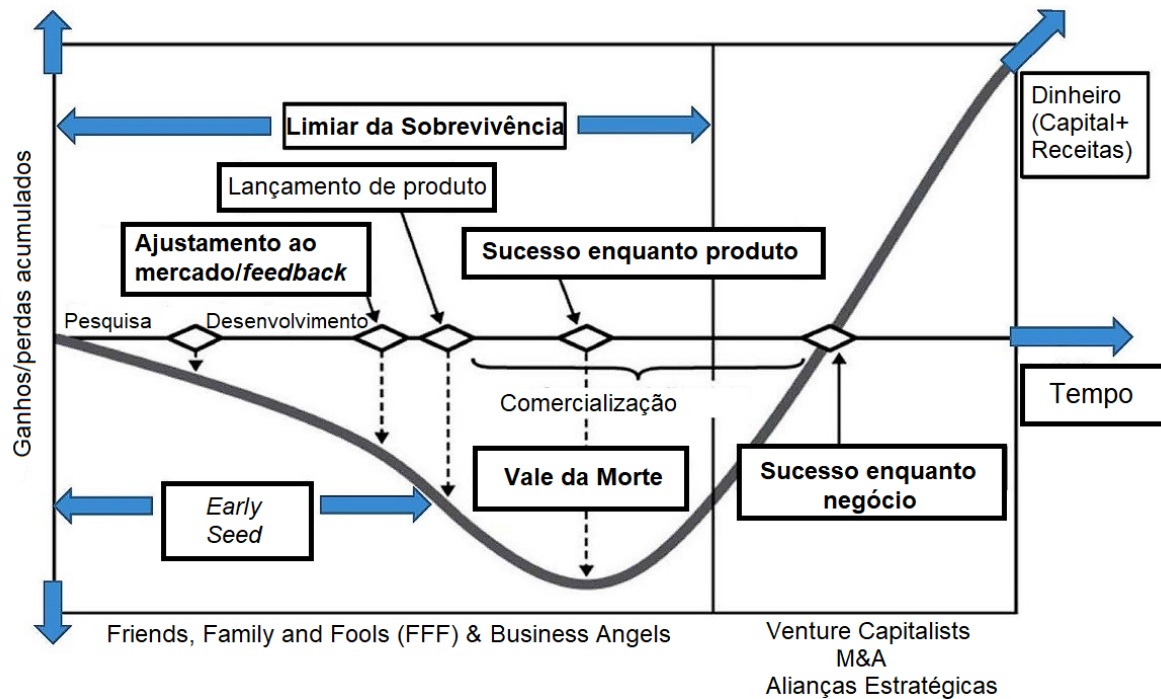 Ganhos/perdas acumulados
Limiar da Sobrevivência
Dinheiro
(Capital+
Receitas)
Lançamento de produto
Ajustamento ao
mercado/feedback
Sucesso enquanto produto
Pesquisa
Desenvolvimento
Comercialização
Tempo
Vale da Morte
Sucesso enquanto
negócio
Early
Seed
Friends, Family and Fools (FFF) & Business Angels
Venture Capitalists
M&A
Alianças Estratégicas